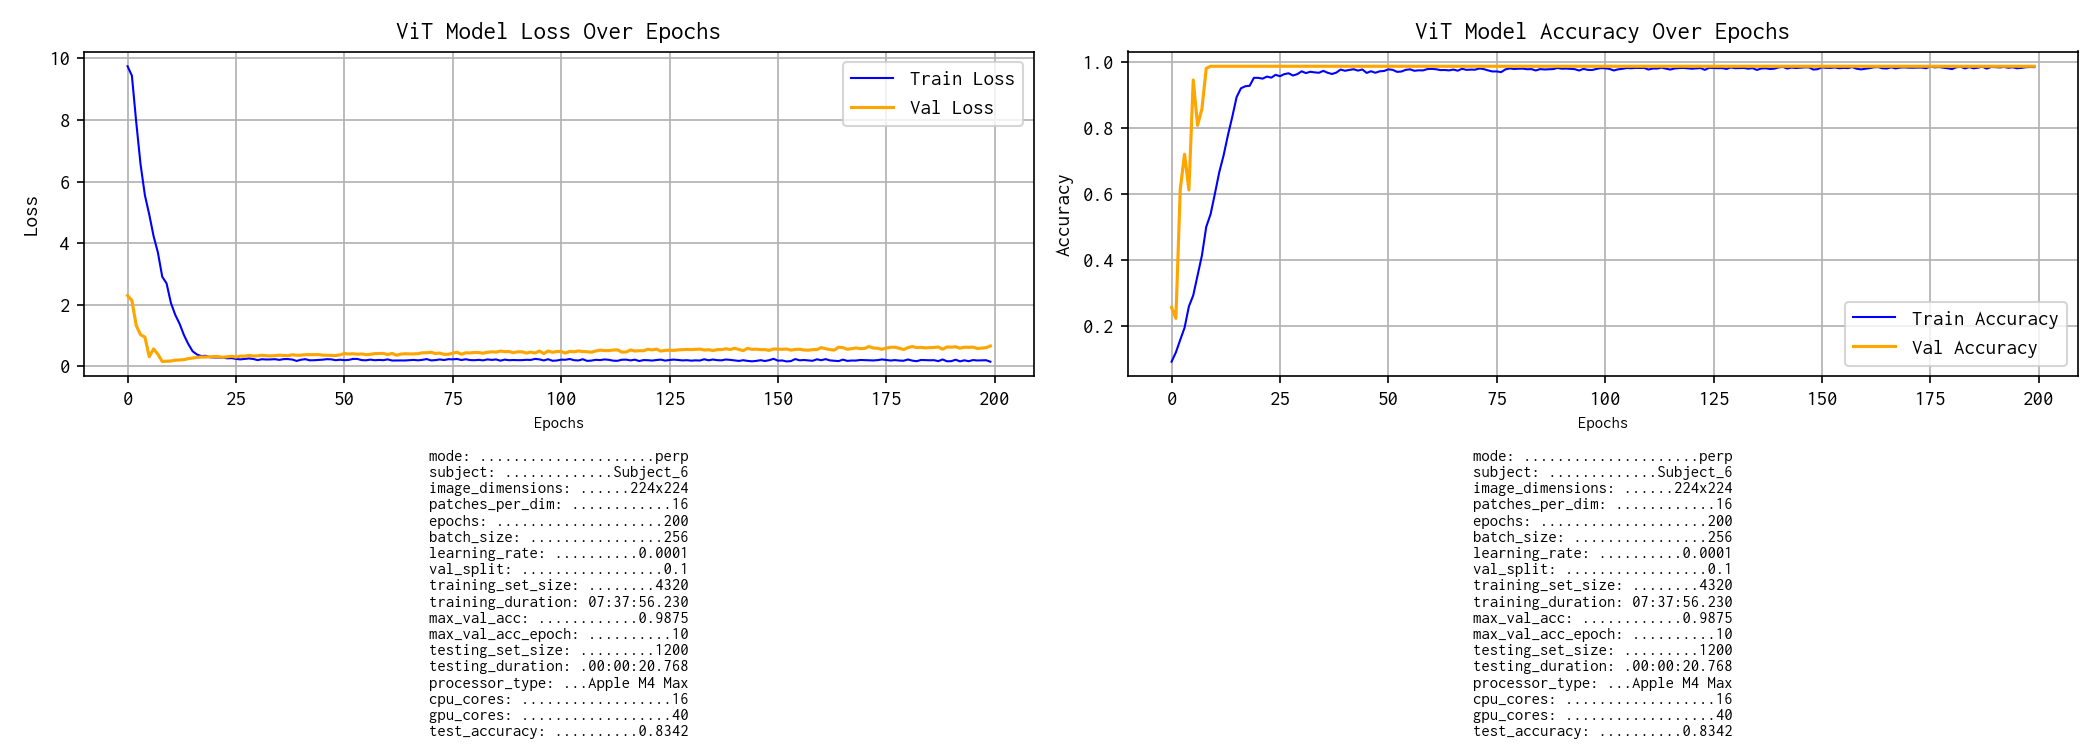 ViT Model Loss Over Epochs
10
8
6
4
2
0
Loss
Train Loss
Val Loss
0 25 50 75 100 125 150 175 200
Epochs
mode: .....................perp
subject: .............Subject_6
image_dimensions: ......224x224
patches_per_dim: ............16
epochs: ....................200
batch_size: ................256
learning_rate: ..........0.0001
val_split: .................0.1
training_set_size: ........4320
training_duration: 07:37:56.230
max_val_acc: ............0.9875
max_val_acc_epoch: ..........10
testing_set_size: .........1200
testing_duration: .00:00:20.768
processor_type: ...Apple M4 Max
cpu_cores: ..................16
gpu_cores: ..................40
test_accuracy: ..........0.8342
ViT Model Accuracy Over Epochs
1.0
0.8
0.6
0.4
0.2
Accuracy
Train Accuracy
Val Accuracy
0 25 50 75 100 125 150 175 200
Epochs
mode: .....................perp
subject: .............Subject_6
image_dimensions: ......224x224
patches_per_dim: ............16
epochs: ....................200
batch_size: ................256
learning_rate: ..........0.0001
val_split: .................0.1
training_set_size: ........4320
training_duration: 07:37:56.230
max_val_acc: ............0.9875
max_val_acc_epoch: ..........10
testing_set_size: .........1200
testing_duration: .00:00:20.768
processor_type: ...Apple M4 Max
cpu_cores: ..................16
gpu_cores: ..................40
test_accuracy: ..........0.8342